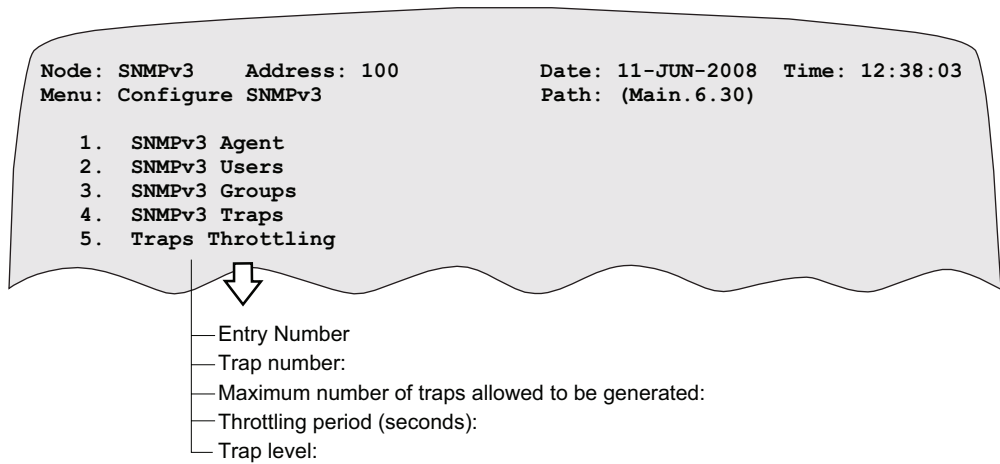 Node: SNMPv3 Address: 100 Date: 11-JUN-2008 Time: 12:38:03
Menu: Configure SNMPv3 Path: (Main.6.30)
1. SNMPv3 Agent
2. SNMPv3 Users
3. SNMPv3 Groups
4. SNMPv3 Traps
5. Traps Throttling
Entry Number
Trap number:
Maximum number of traps allowed to be generated:
Throttling period (seconds):
Trap level: